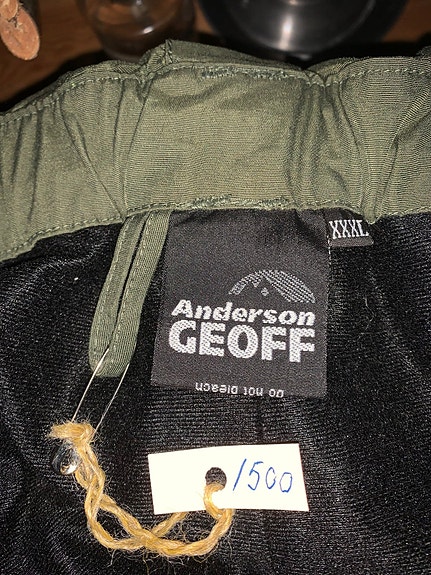 XXXL
Anderson
GEOFF
do not bleach
1500